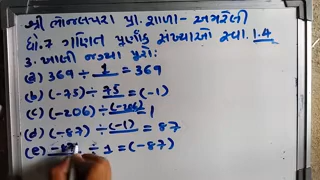 શ્રી લોનલપરા પ્રા. શાળા - અમરેલી
ધો.7 ગણિત પૂર્ણાંક સંખ્યાઓ સ્વા. 1.4
3. ખાલી જગ્યા પૂરો:
(a) 369 ÷ 1 = 369
(b) (-75) ÷ 75 = (-1)
(c) (-206) ÷ (-206) = 1
(d) (-87) ÷ (-1) = 87
(e) -87 ÷ 1 = (-87)